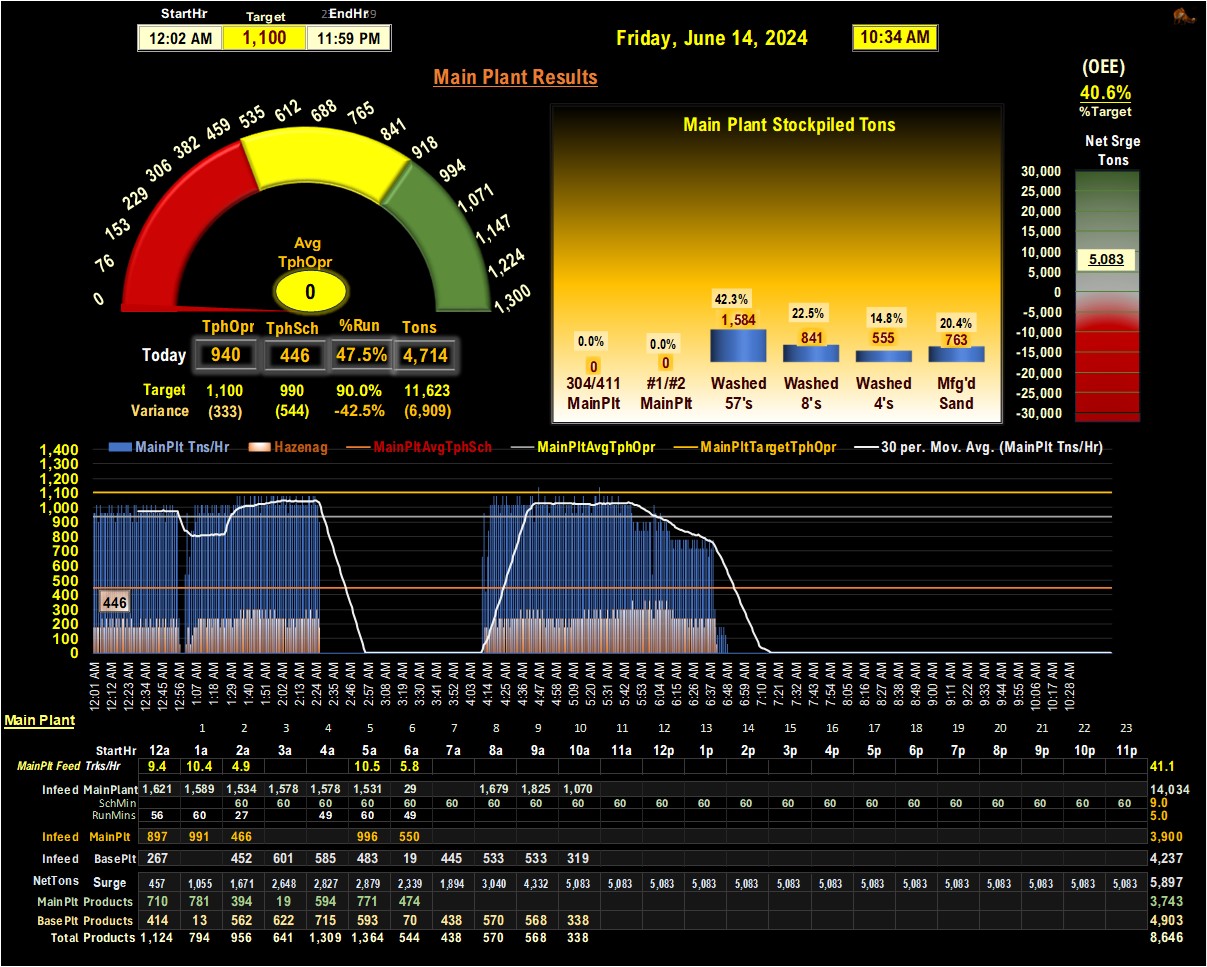 StartHr Target EndHr
12:02 AM 1,100 11:59 PM
Friday, June 14, 2024 10:34 AM
Main Plant Results
(OEE)
40.6%
%Target
Net Srge
Tons
30,000
25,000
20,000
15,000
10,000
5,000
0
-5,000
-10,000
-15,000
-20,000
-25,000
-30,000
5,083
0 76 153 229 306 382 459 535 612 688 765 841 918 994 1,071 1,147 1,224 1,300
Avg
TphOpr
0
TphOpr TphSch %Run Tons
Today 940 446 47.5% 4,714
Target 1,100 990 90.0% 11,623
Variance (333) (544) -42.5% (6,909)
Main Plant Stockpiled Tons
0.0% 0.0% 42.3% 22.5% 14.8% 20.4%
0 0 1,584 841 555 763
304/411 #1/#2 Washed Washed Washed Mfg'd
MainPlt MainPlt 57's 8's 4's Sand
MainPlt Tns/Hr Hazenag MainPltAvgTphSch MainPltAvgTphOpr MainPltTargetTphOpr 30 per. Mov. Avg. (MainPlt Tns/Hr)
1,400
1,300
1,200
1,100
1,000
900
800
700
600
500
400
300
200
100
0
446
12:01 AM 12:12 AM 12:23 AM 12:34 AM 12:45 AM 12:56 AM 1:07 AM 1:18 AM 1:29 AM 1:40 AM 1:51 AM 2:02 AM 2:13 AM 2:24 AM 2:35 AM 2:46 AM 2:57 AM 3:08 AM 3:19 AM 3:30 AM 3:41 AM 3:52 AM 4:03 AM 4:14 AM 4:25 AM 4:36 AM 4:47 AM 4:58 AM 5:09 AM 5:20 AM 5:31 AM 5:42 AM 5:53 AM 6:04 AM 6:15 AM 6:26 AM 6:37 AM 6:48 AM 6:59 AM 7:10 AM 7:21 AM 7:32 AM 7:43 AM 7:54 AM 8:05 AM 8:16 AM 8:27 AM 8:38 AM 8:49 AM 9:00 AM 9:11 AM 9:22 AM 9:33 AM 9:44 AM 9:55 AM 10:06 AM 10:17 AM 10:28 AM
Main Plant
1 2 3 4 5 6 7 8 9 10 11 12 13 14 15 16 17 18 19 20 21 22 23
StartHr 12a 1a 2a 3a 4a 5a 6a 7a 8a 9a 10a 11a 12p 1p 2p 3p 4p 5p 6p 7p 8p 9p 10p 11p
MainPlt Feed Trks/Hr 9.4 10.4 4.9 10.5 5.8 41.1
Infeed MainPlant 1,621 1,589 1,534 1,578 1,578 1,531 29 1,679 1,825 1,070 14,034
SchMin 60 60 60 60 60 60 60 60 60 60 60 60 60 60 60 60 60 60 60 60 60 60 9.0
RunMins 56 60 27 49 60 49 5.0
Infeed MainPlt 897 991 466 996 550 3,900
Infeed BasePlt 267 452 601 585 483 19 445 533 533 319 4,237
NetTons Surge 457 1,055 1,671 2,648 2,827 2,879 2,339 1,894 3,040 4,332 5,083 5,083 5,083 5,083 5,083 5,083 5,083 5,083 5,083 5,083 5,083 5,083 5,083 5,083 5,897
MainPlt Products 710 781 394 19 594 771 474 3,743
BasePlt Products 414 13 562 622 715 593 70 438 570 568 338 4,903
Total Products 1,124 794 956 641 1,309 1,364 544 438 570 568 338 8,646